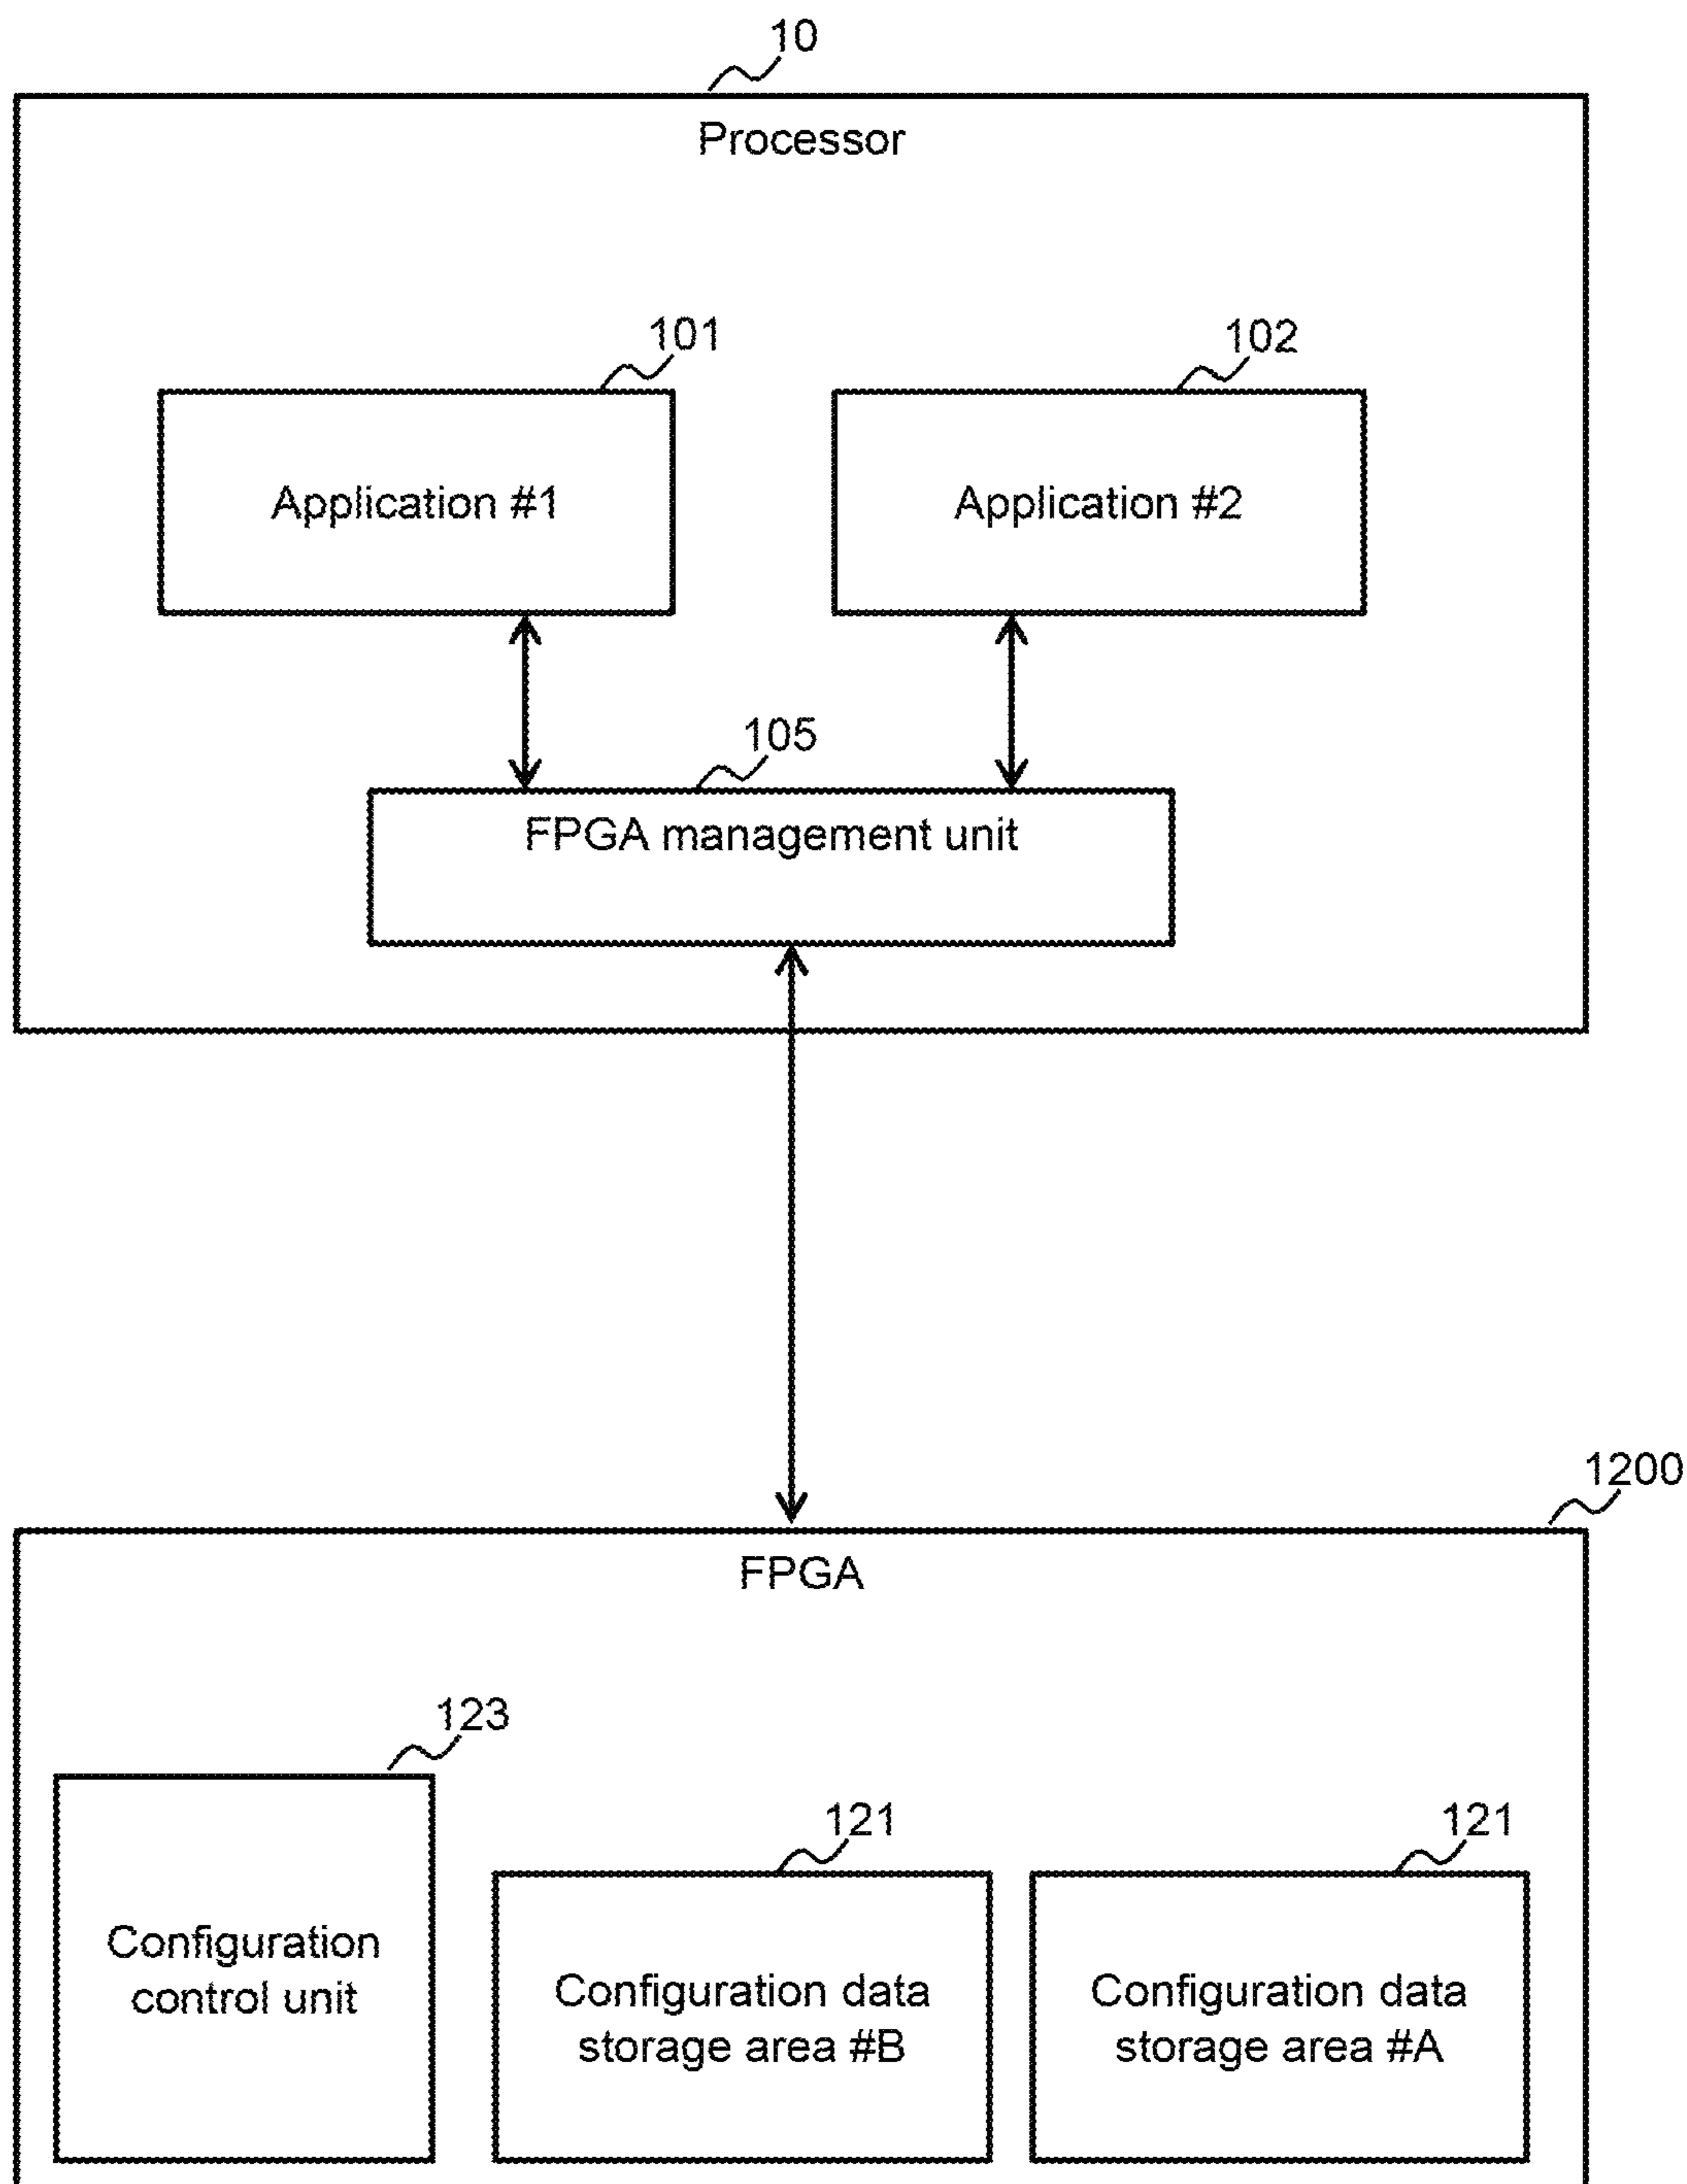 10
Processor
101
102
Application #1
Application #2
105
FPGA management unit
1200
FPGA
123
121
121
Configuration
control unit
Configuration data
storage area #B
Configuration data
storage area #A